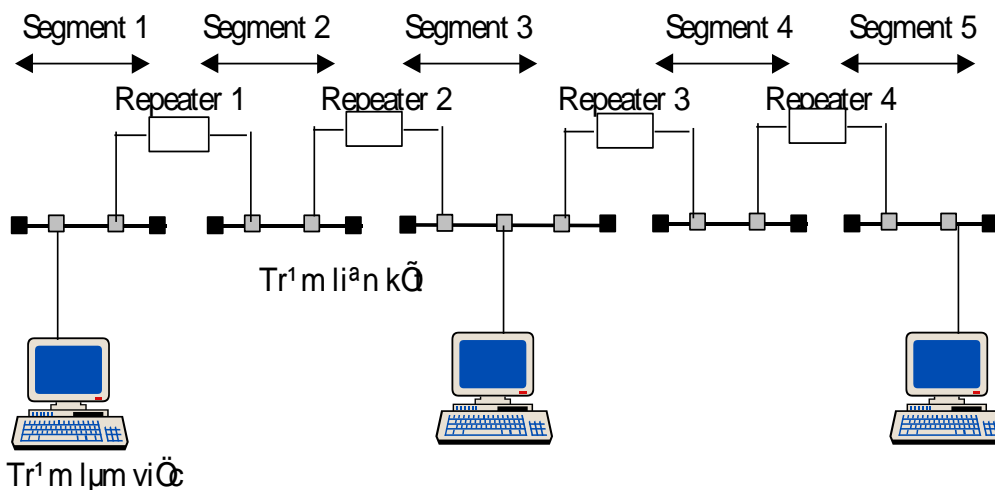 Segment 1 Segment 2 Segment 3 Segment 4 Segment 5
Repeater 1 Repeater 2 Repeater 3 Repeater 4
Tr¹m liªn kÕt
Tr¹m lµm viÖc